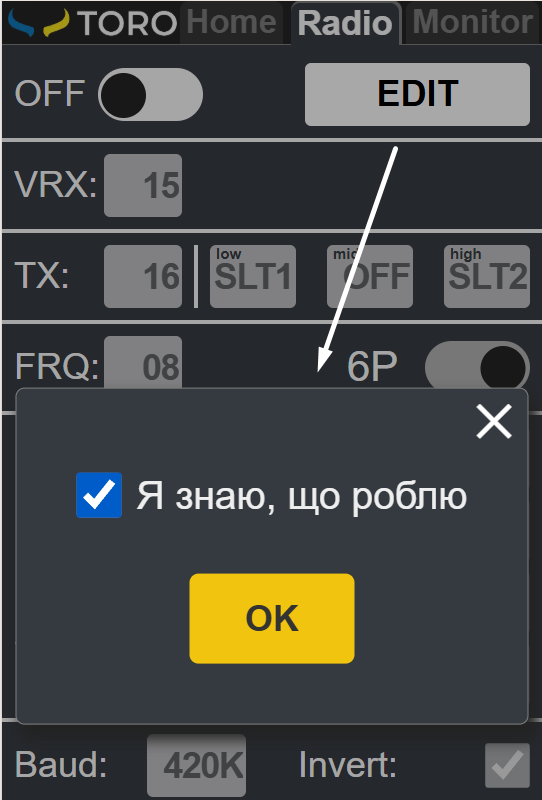 TORO Home Radio Monitor
OFF EDIT
VRX: 15
TX: 16 low SLT1 mid OFF high SLT2
FRQ: 08 6P
Я знаю, що роблю
OK
Baud: 420K Invert: